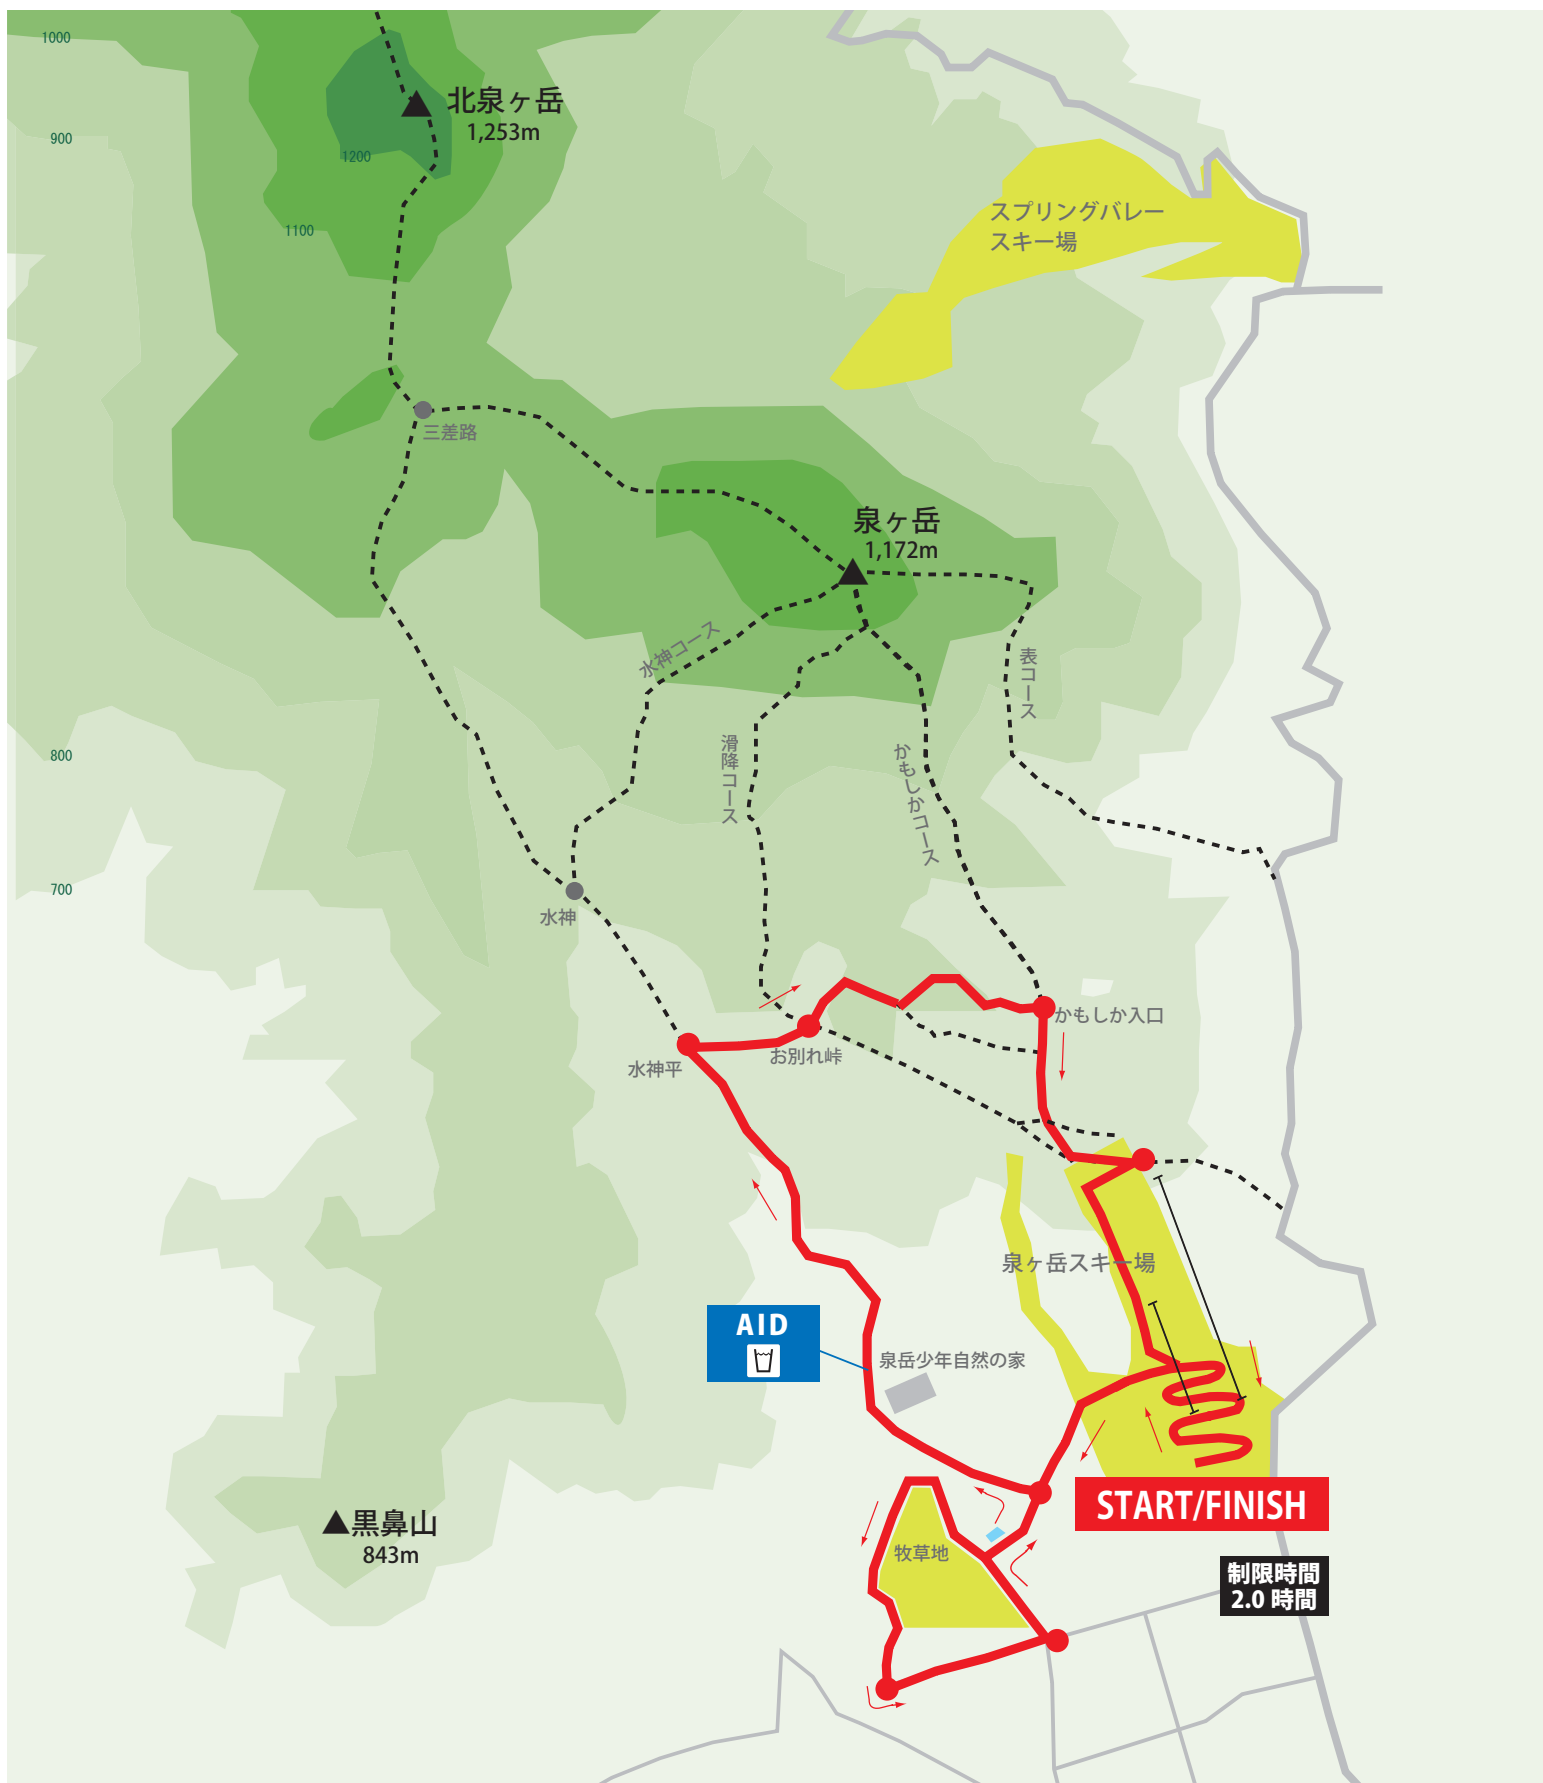 1000
北泉ヶ岳
1,253m
900
1200
1100
スプリングバレー
スキー場
三差路
泉ヶ岳
1,172m
水神コース
表コース
滑降コース
かもしかコース
800
700
水神
かもしか入口
お別れ峠
水神平
泉ヶ岳スキー場
AID
泉岳少年自然の家
START/FINISH
黒鼻山
843m
牧草地
制限時間
2.0 時間